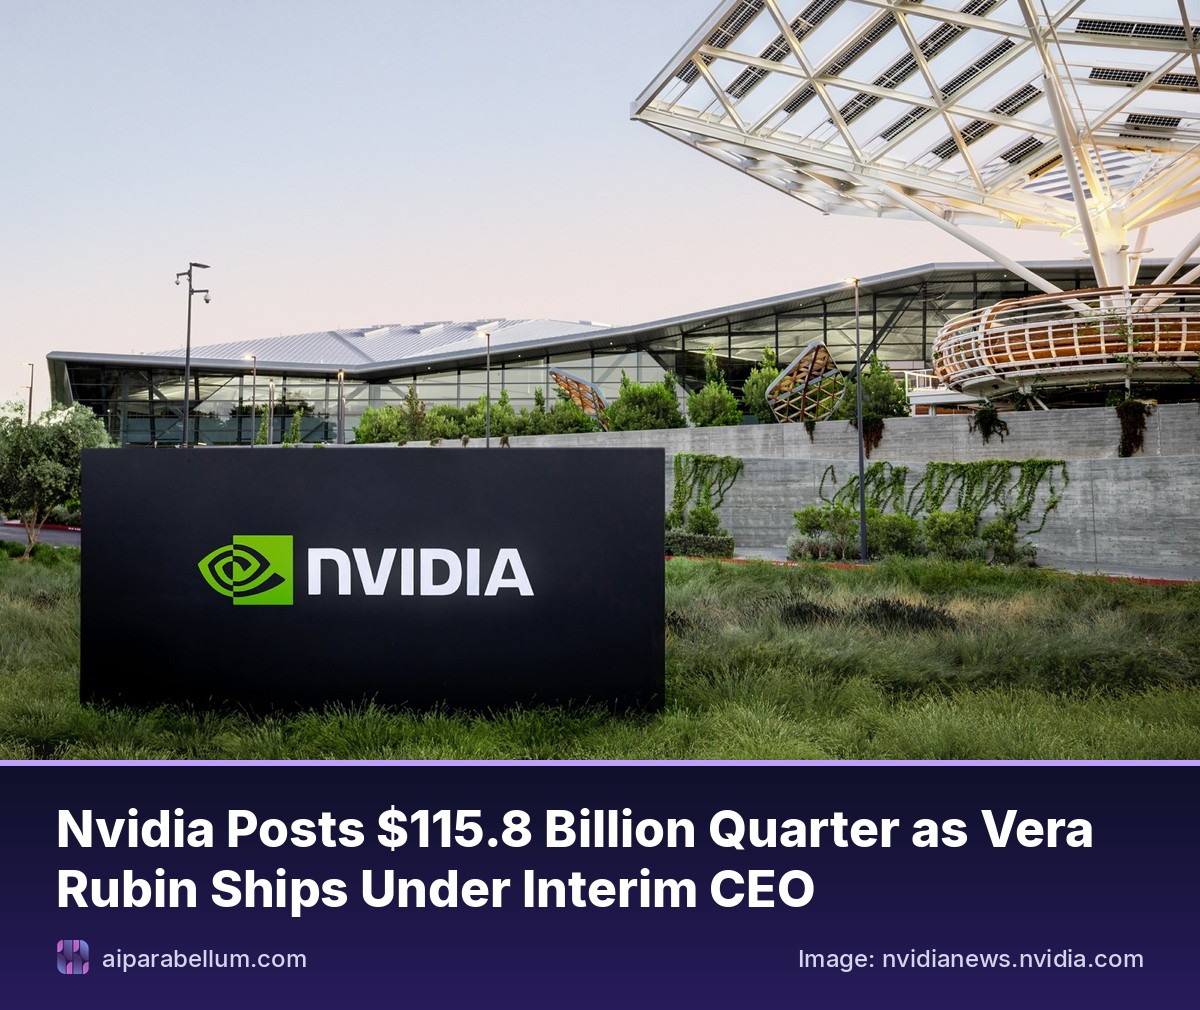 NVIDIA
Nvidia Posts $115.8 Billion Quarter as Vera
Rubin Ships Under Interim CEO
aiparabellum.com
Image: nvidianews.nvidia.com